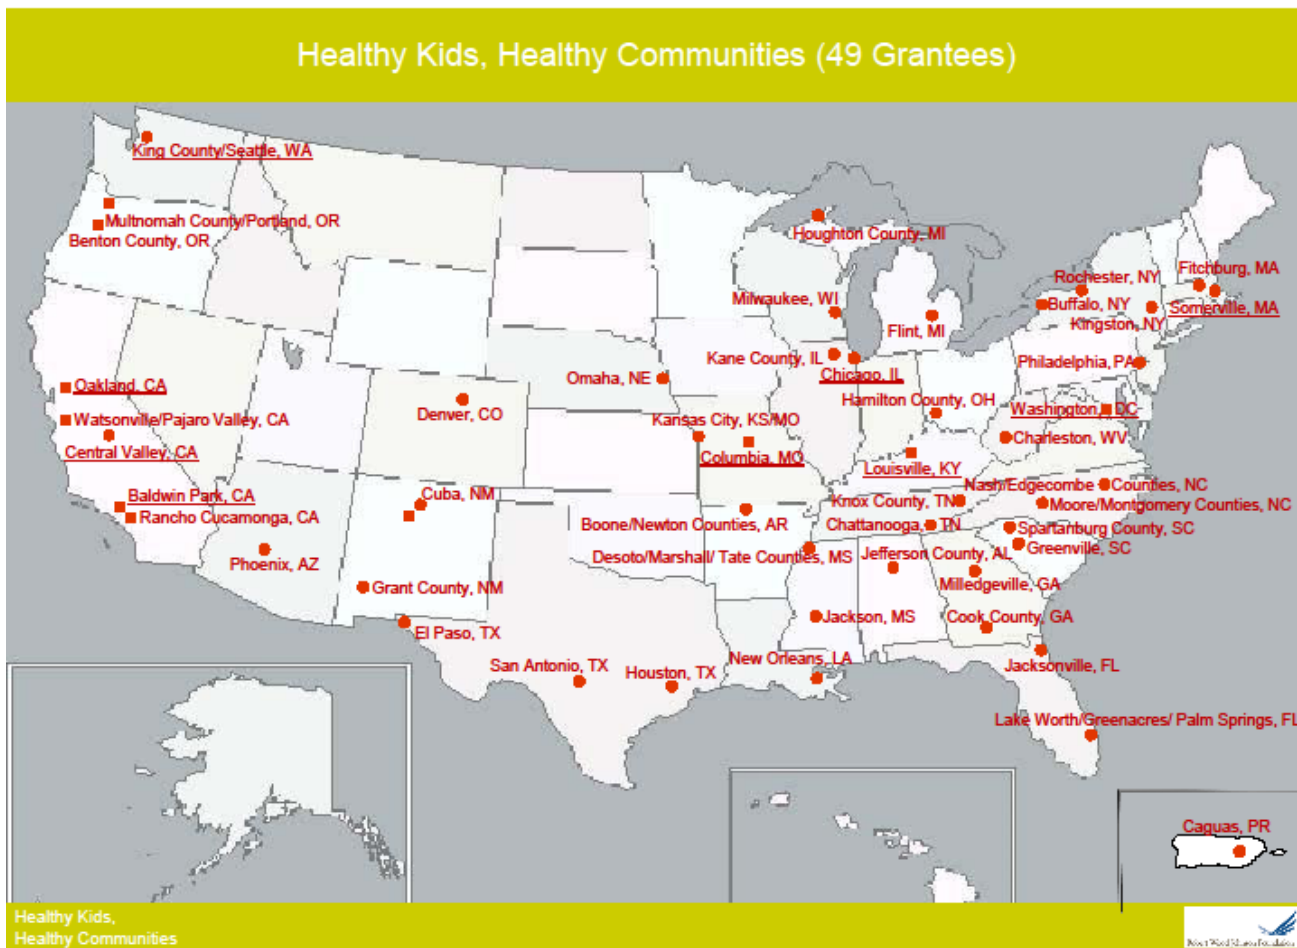 Healthy Kids, Healthy Communities (49 Grantees)
King County/Seattle, WA
Multnomah County/Portland, OR
Benton County, OR
Houghton County, MI
Fitchburg, MA
Rochester, NY
Milwaukee, WI
Buffalo, NY
Somerville, MA
Flint, MI
Kingston, NY
Kane County, IL
Philadelphia, PA
Chicago, IL
Omaha, NE
Oakland, CA
Denver, CO
Hamilton County, OH
Washington, DC
Watsonville/Pajaro Valley, CA
Kansas City, KS/MO
Charleston, WV
Central Valley, CA
Columbia, MO
Louisville, KY
Nash/Edgecombe Counties, NC
Baldwin Park, CA
Cuba, NM
Knox County, TN
Moore/Montgomery Counties, NC
Rancho Cucamonga, CA
Boone/Newton Counties, AR
Chattanooga, TN
Spartanburg County, SC
Greenville, SC
Phoenix, AZ
Desoto/Marshall/ Tate Counties, MS
Jefferson County, AL
Grant County, NM
Milledgeville, GA
Jackson, MS
Cook County, GA
El Paso, TX
New Orleans, LA
San Antonio, TX
Houston, TX
Jacksonville, FL
Lake Worth/Greenacres/ Palm Springs, FL
Caguas, PR
Healthy Kids,
Healthy Communities
Robert Wood Johnson Foundation